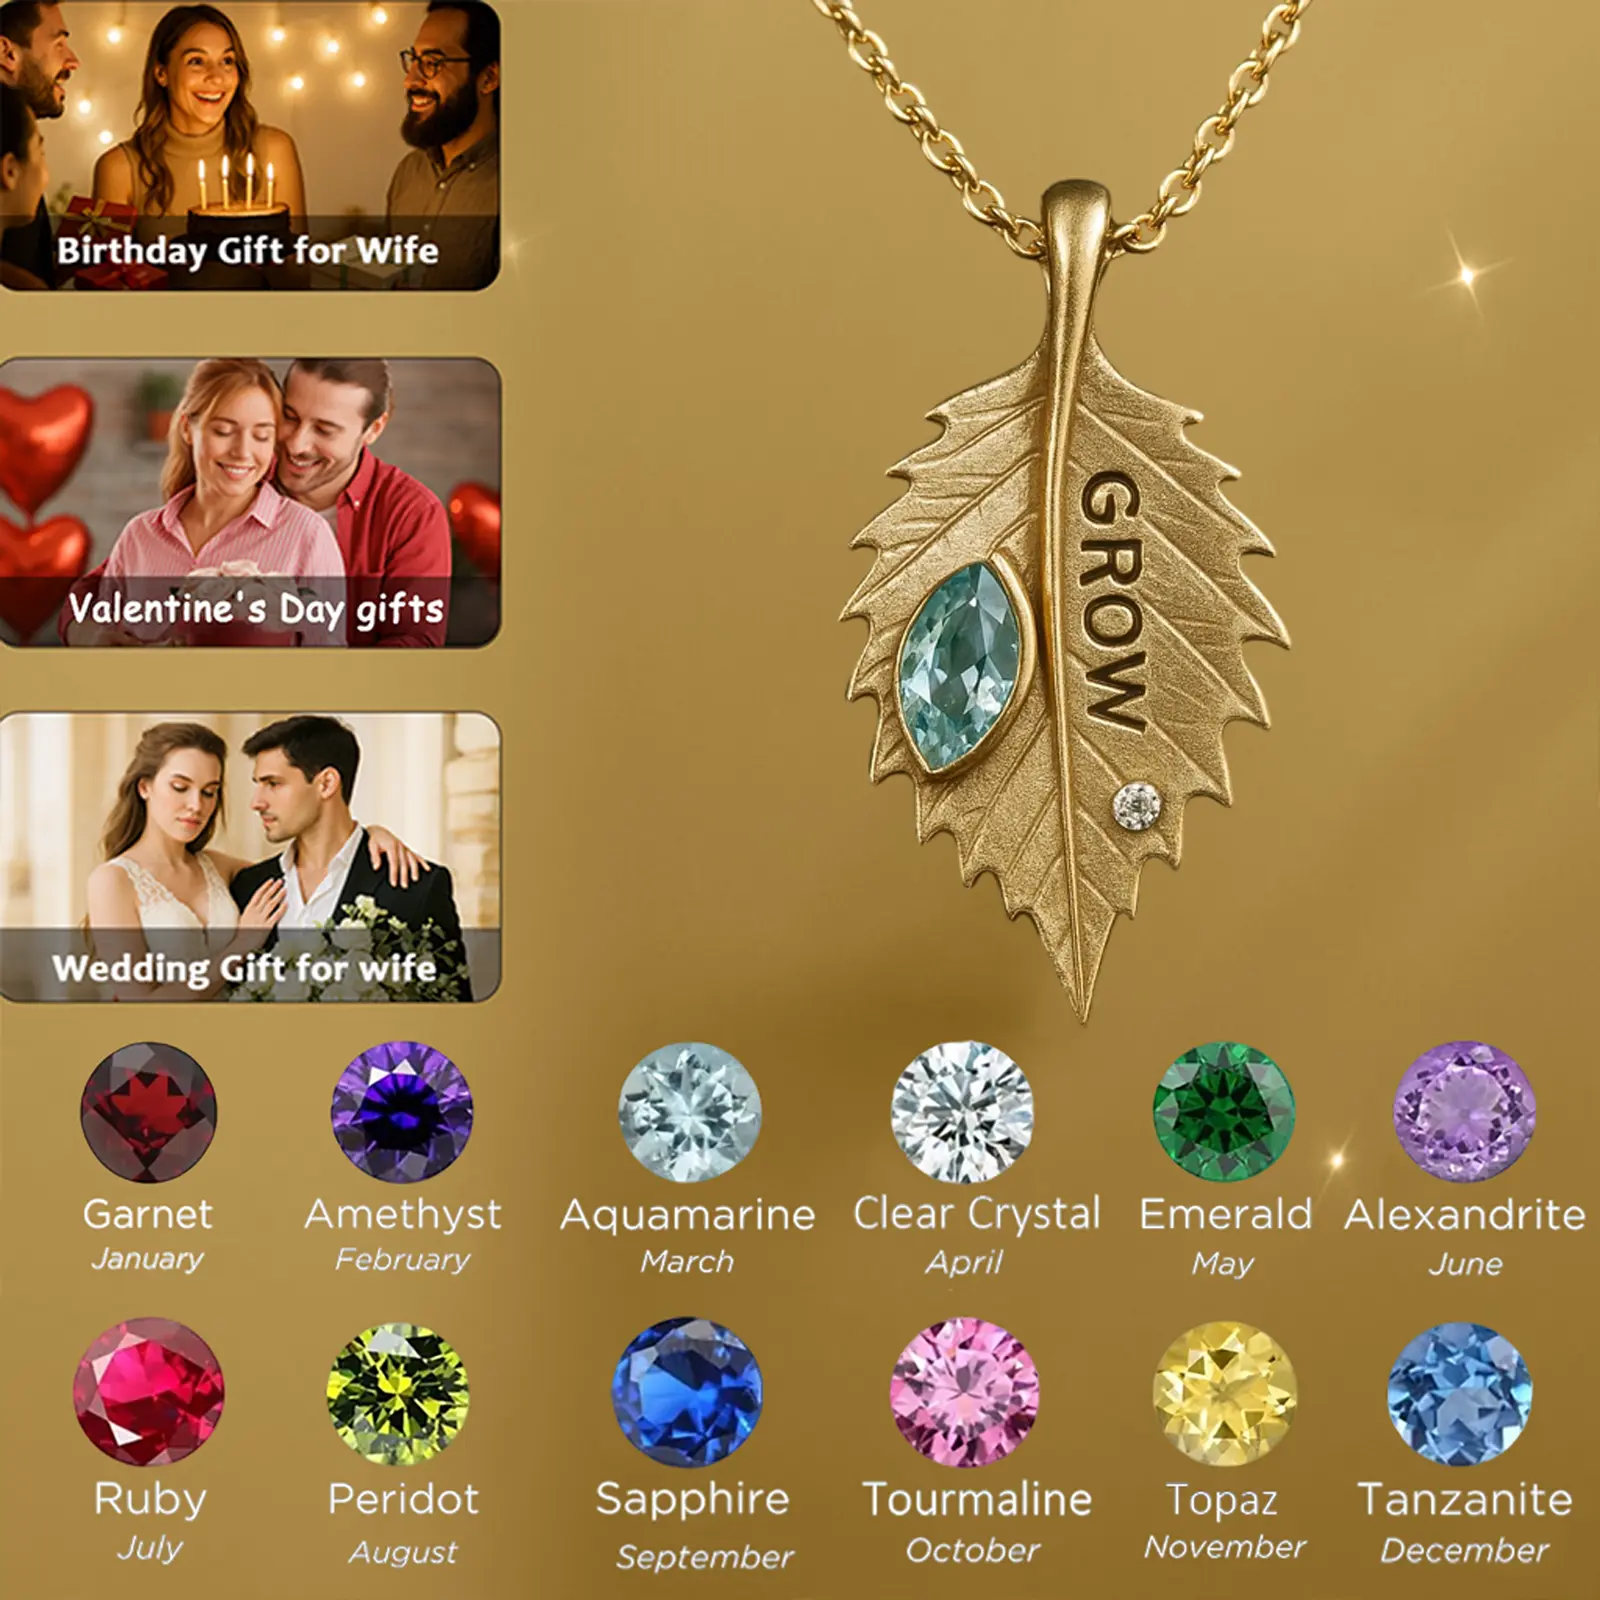 Birthday Gift for Wife
Valentine's Day gifts
Wedding Gift for wife
GROW
Garnet
January
Amethyst
February
Aquamarine
March
Clear Crystal
April
Emerald
May
Alexandrite
June
Ruby
July
Peridot
August
Sapphire
September
Tourmaline
October
Topaz
November
Tanzanite
December